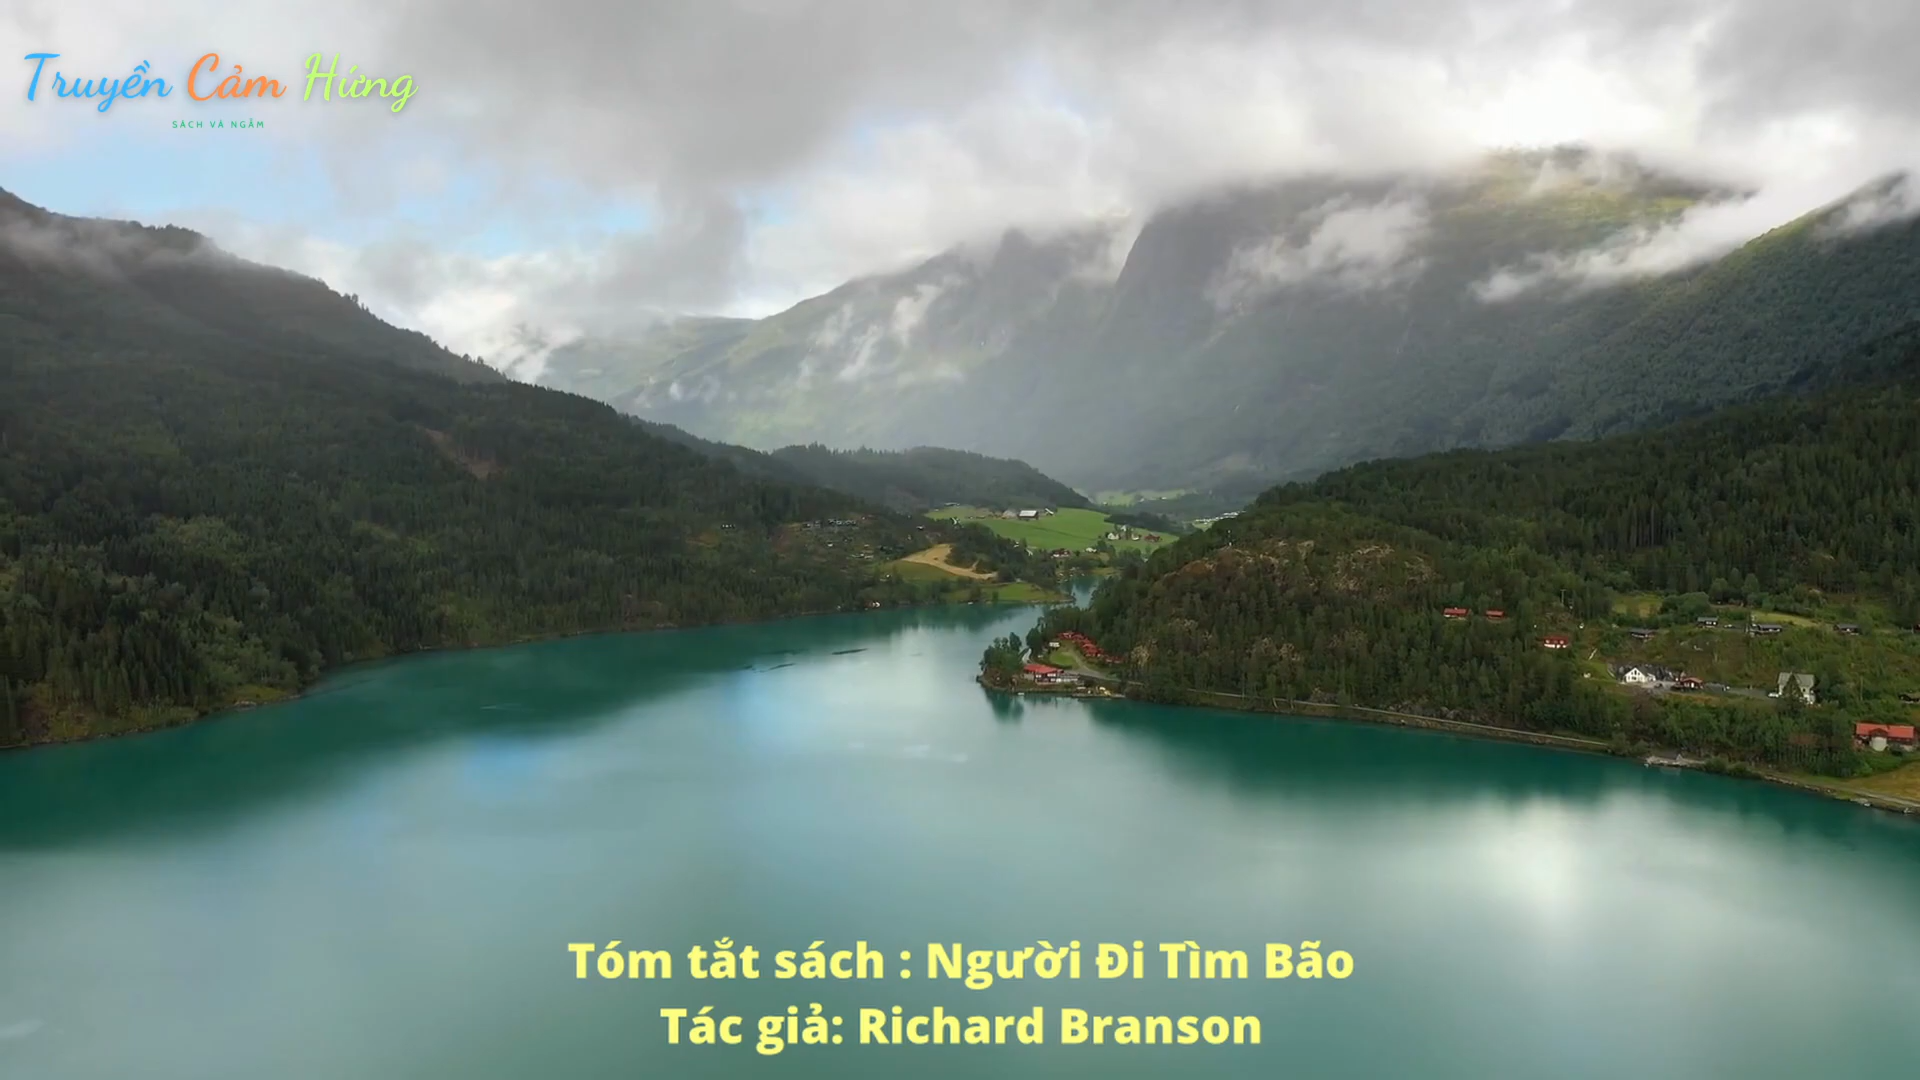 Truyền Cảm Hứng
SÁCH VÀ NGẪM
Tóm tắt sách : Người Đi Tìm Bão
Tác giả: Richard Branson